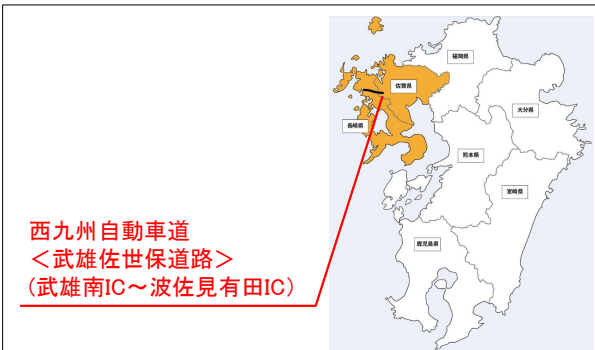 福岡県
佐賀県
大分県
長崎県
熊本県
宮崎県
鹿児島県
西九州自動車道
＜武雄佐世保道路＞
(武雄南IC～波佐見有田IC)